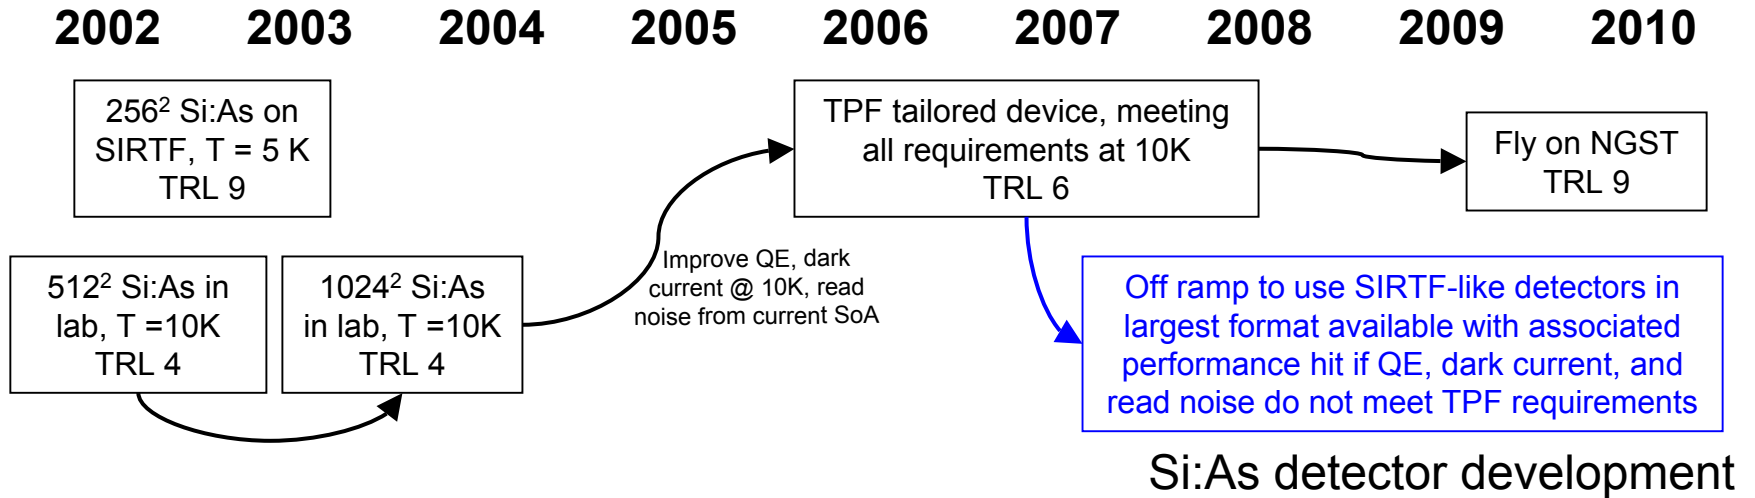 2002 2003 2004 2005 2006 2007 2008 2009 2010
256² Si:As on
SIRTF, T = 5 K
TRL 9
TPF tailored device, meeting
all requirements at 10K
TRL 6
Fly on NGST
TRL 9
512² Si:As in
lab, T =10K
TRL 4
1024² Si:As
in lab, T =10K
TRL 4
Improve QE, dark
current @ 10K, read
noise from current SoA
Off ramp to use SIRTF-like detectors in
largest format available with associated
performance hit if QE, dark current, and
read noise do not meet TPF requirements
Si:As detector development